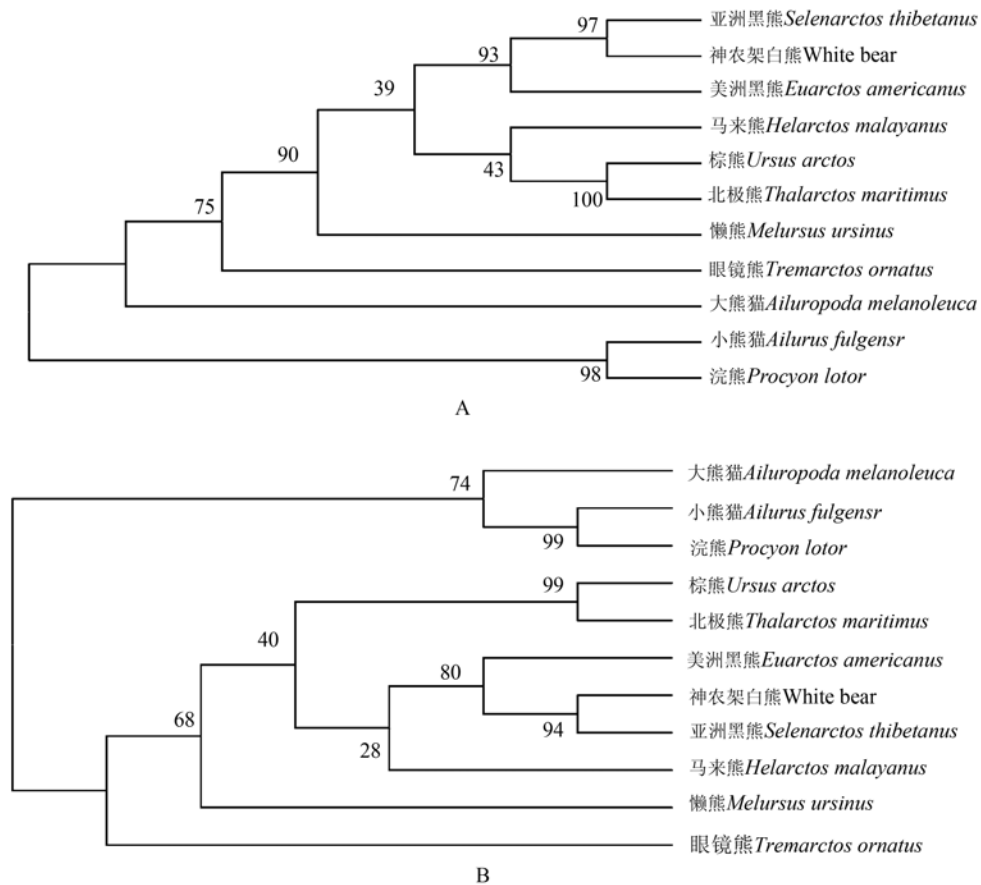 97
亚洲黑熊Selenarctos thibetanus
神农架白熊White bear
93
美洲黑熊Euarctos americanus
39
马来熊Helarctos malayanus
43
棕熊Ursus arctos
100
北极熊Thalarctos maritimus
90
懒熊Melursus ursinus
75
眼镜熊Tremarctos ornatus
大熊猫Ailuropoda melanoleuca
小熊猫Ailurus fulgensr
98
浣熊Procyon lotor
A
74
大熊猫Ailuropoda melanoleuca
小熊猫Ailurus fulgensr
99
浣熊Procyon lotor
99
棕熊Ursus arctos
北极熊Thalarctos maritimus
40
美洲黑熊Euarctos americanus
80
神农架白熊White bear
94
亚洲黑熊Selenarctos thibetanus
68
28
马来熊Helarctos malayanus
懒熊Melursus ursinus
眼镜熊Tremarctos ornatus
B